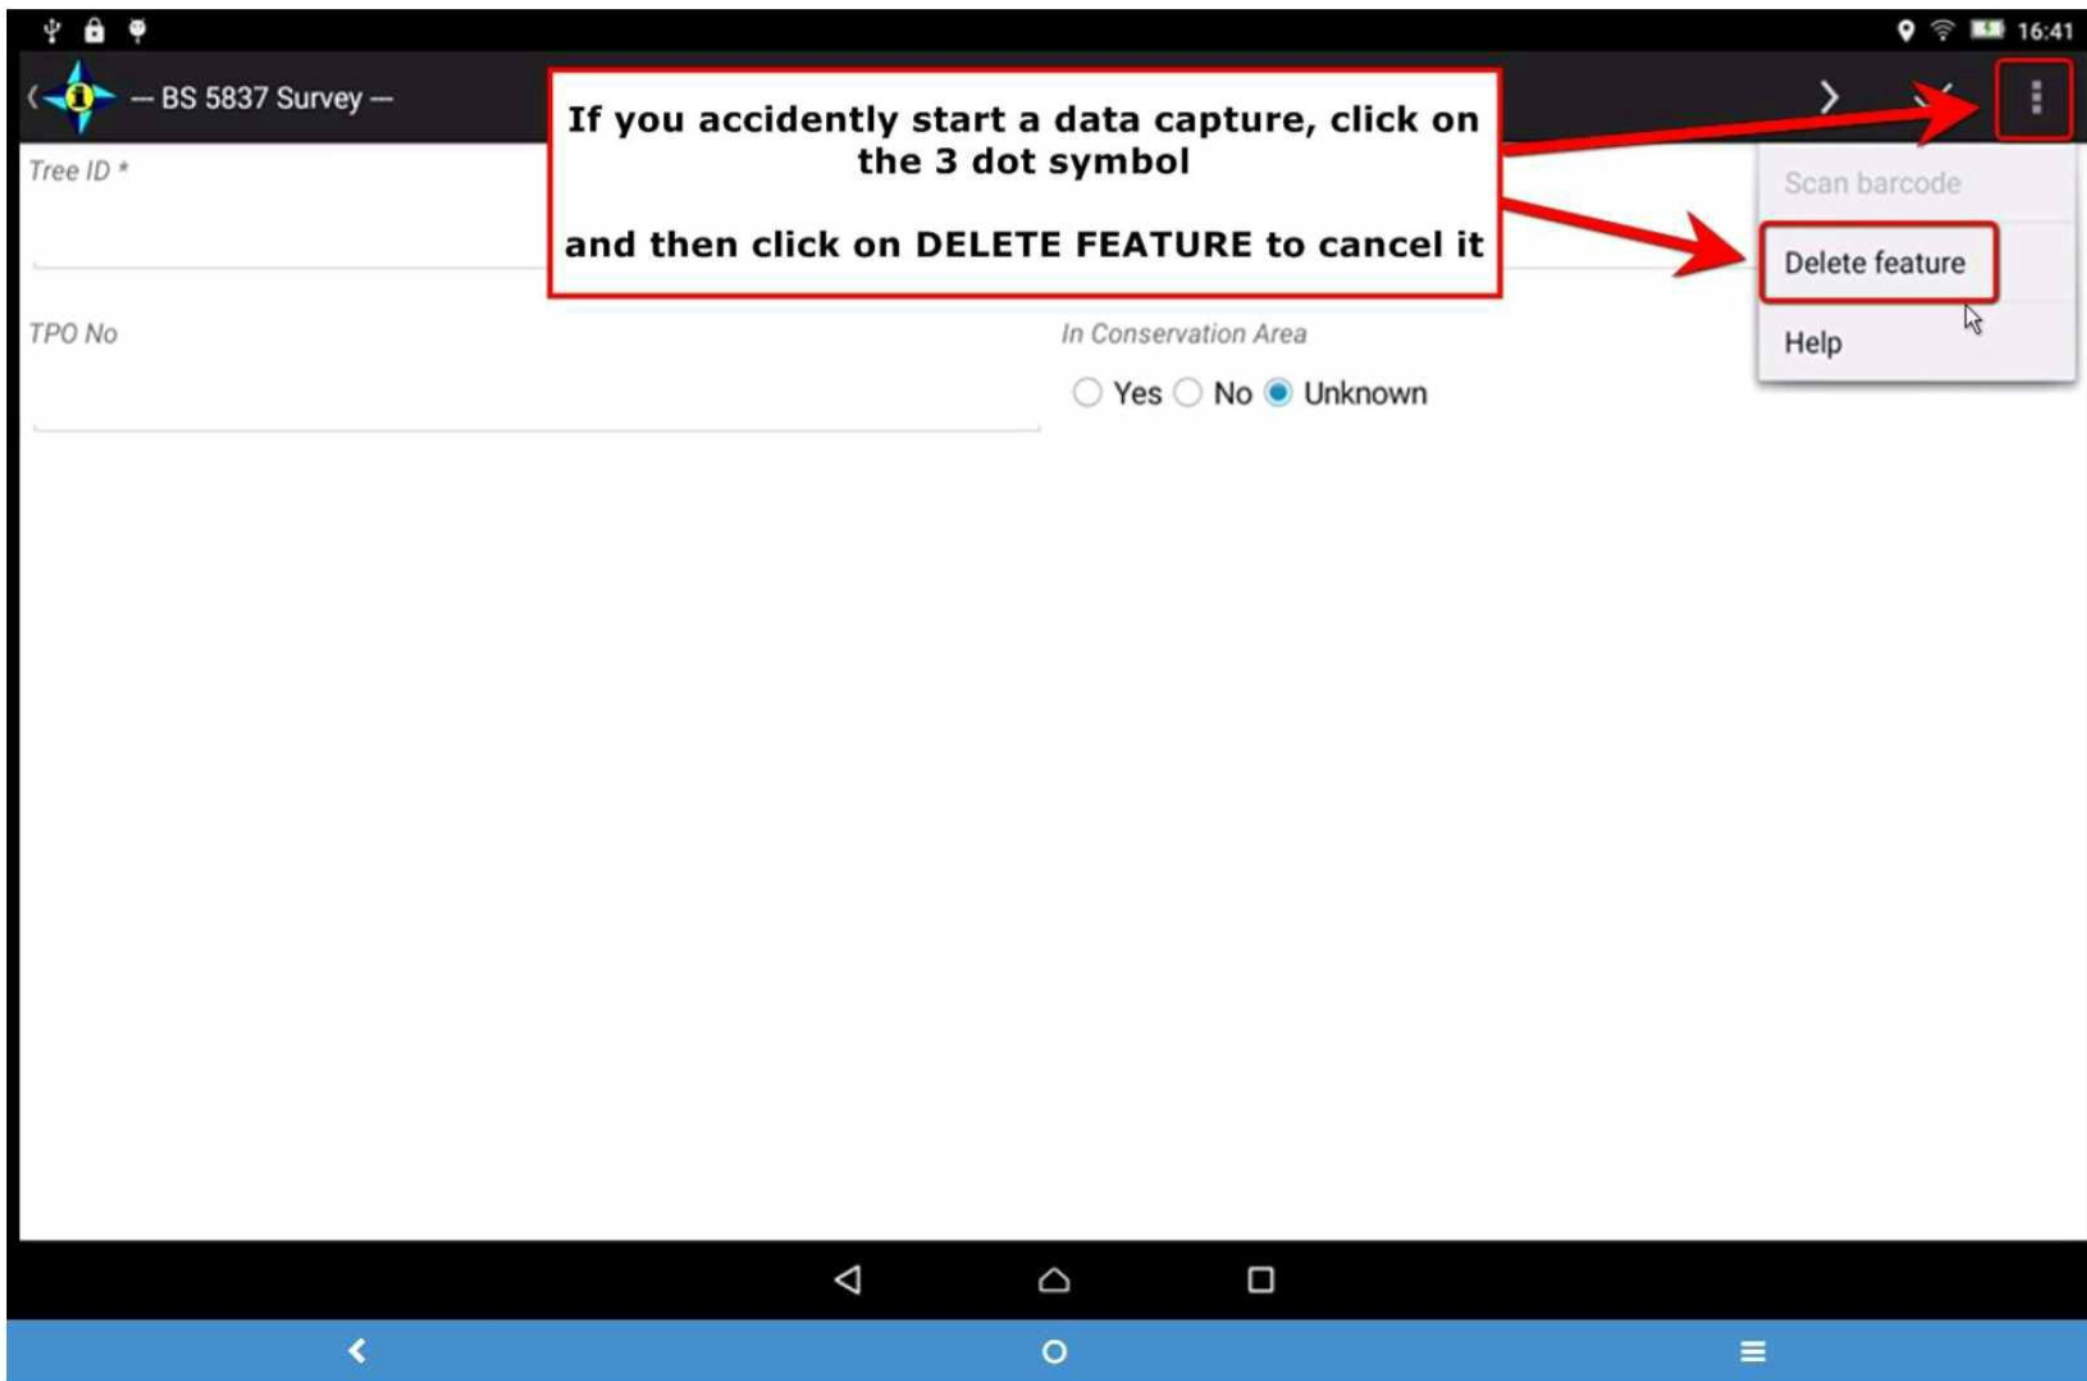 16:41
— BS 5837 Survey —
If you accidently start a data capture, click on
the 3 dot symbol
and then click on DELETE FEATURE to cancel it
Tree ID *
Scan barcode
Delete feature
Help
TPO No
In Conservation Area
Yes No Unknown